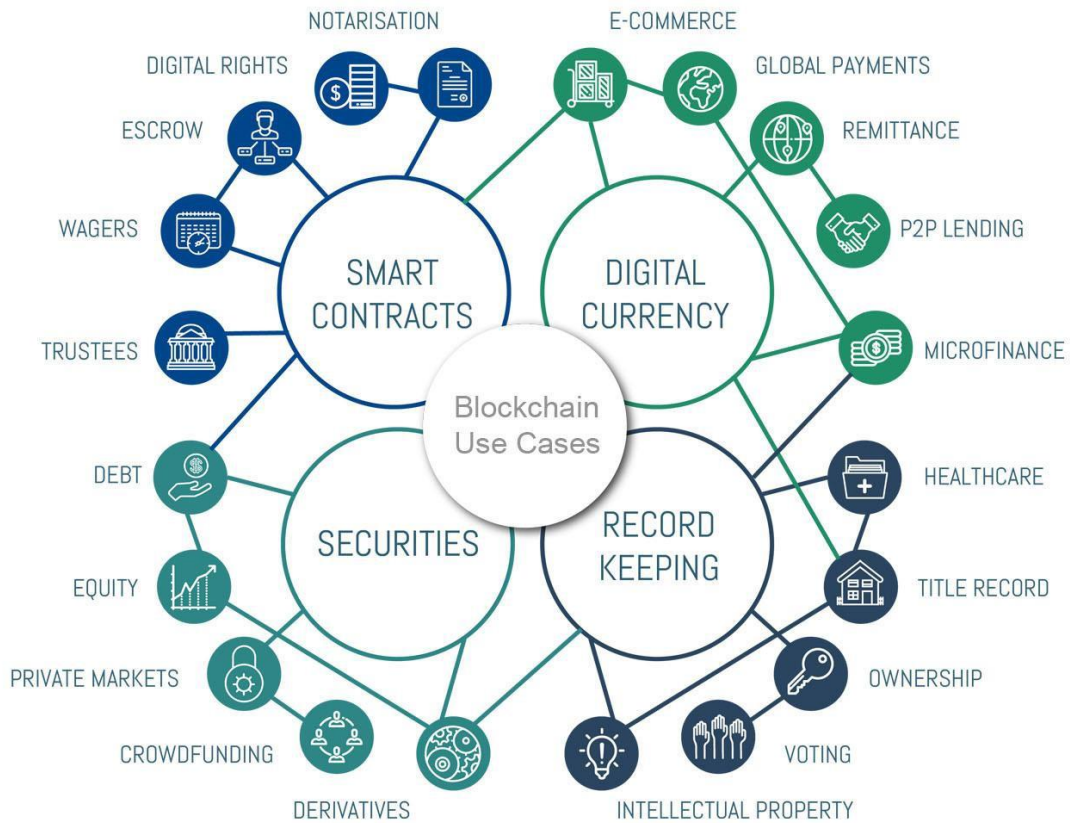 NOTARISATION
E-COMMERCE
DIGITAL RIGHTS
GLOBAL PAYMENTS
ESCROW
REMITTANCE
WAGERS
P2P LENDING
SMART
CONTRACTS
DIGITAL
CURRENCY
TRUSTEES
MICROFINANCE
Blockchain
Use Cases
DEBT
HEALTHCARE
SECURITIES
RECORD
KEEPING
EQUITY
TITLE RECORD
PRIVATE MARKETS
OWNERSHIP
CROWDFUNDING
VOTING
DERIVATIVES
INTELLECTUAL PROPERTY